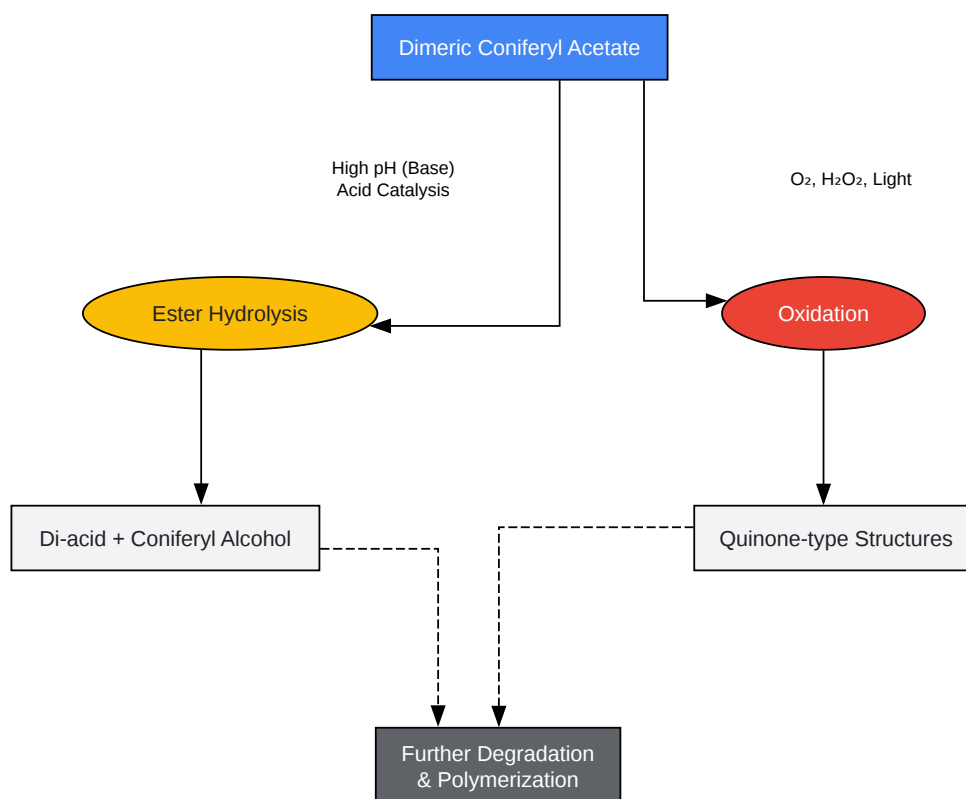 Dimeric Coniferyl Acetate
High pH (Base)
Acid Catalysis
O₂, H₂O₂, Light
Ester Hydrolysis
Oxidation
Di-acid + Coniferyl Alcohol
Quinone-type Structures
Further Degradation
& Polymerization